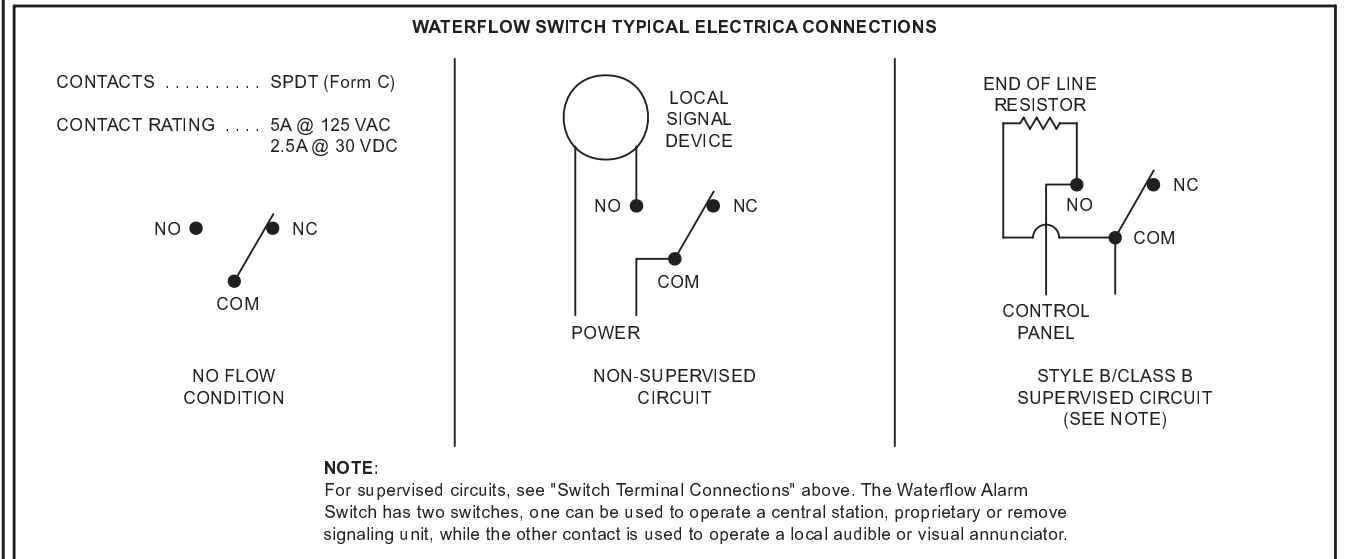 WATERFLOW SWITCH TYPICAL ELECTRICA CONNECTIONS
CONTACTS . . . . . . . . . . SPDT (Form C)
CONTACT RATING . . . . 5A @ 125 VAC
2.5A @ 30 VDC
NO
NC
COM
NO FLOW
CONDITION
LOCAL
SIGNAL
DEVICE
NO
NC
COM
POWER
NON-SUPERVISED
CIRCUIT
END OF LINE
RESISTOR
NC
NO
COM
CONTROL
PANEL
STYLE B/CLASS B
SUPERVISED CIRCUIT
(SEE NOTE)
NOTE:
For supervised circuits, see "Switch Terminal Connections" above. The Waterflow Alarm
Switch has two switches, one can be used to operate a central station, proprietary or remove
signaling unit, while the other contact is used to operate a local audible or visual annunciator.